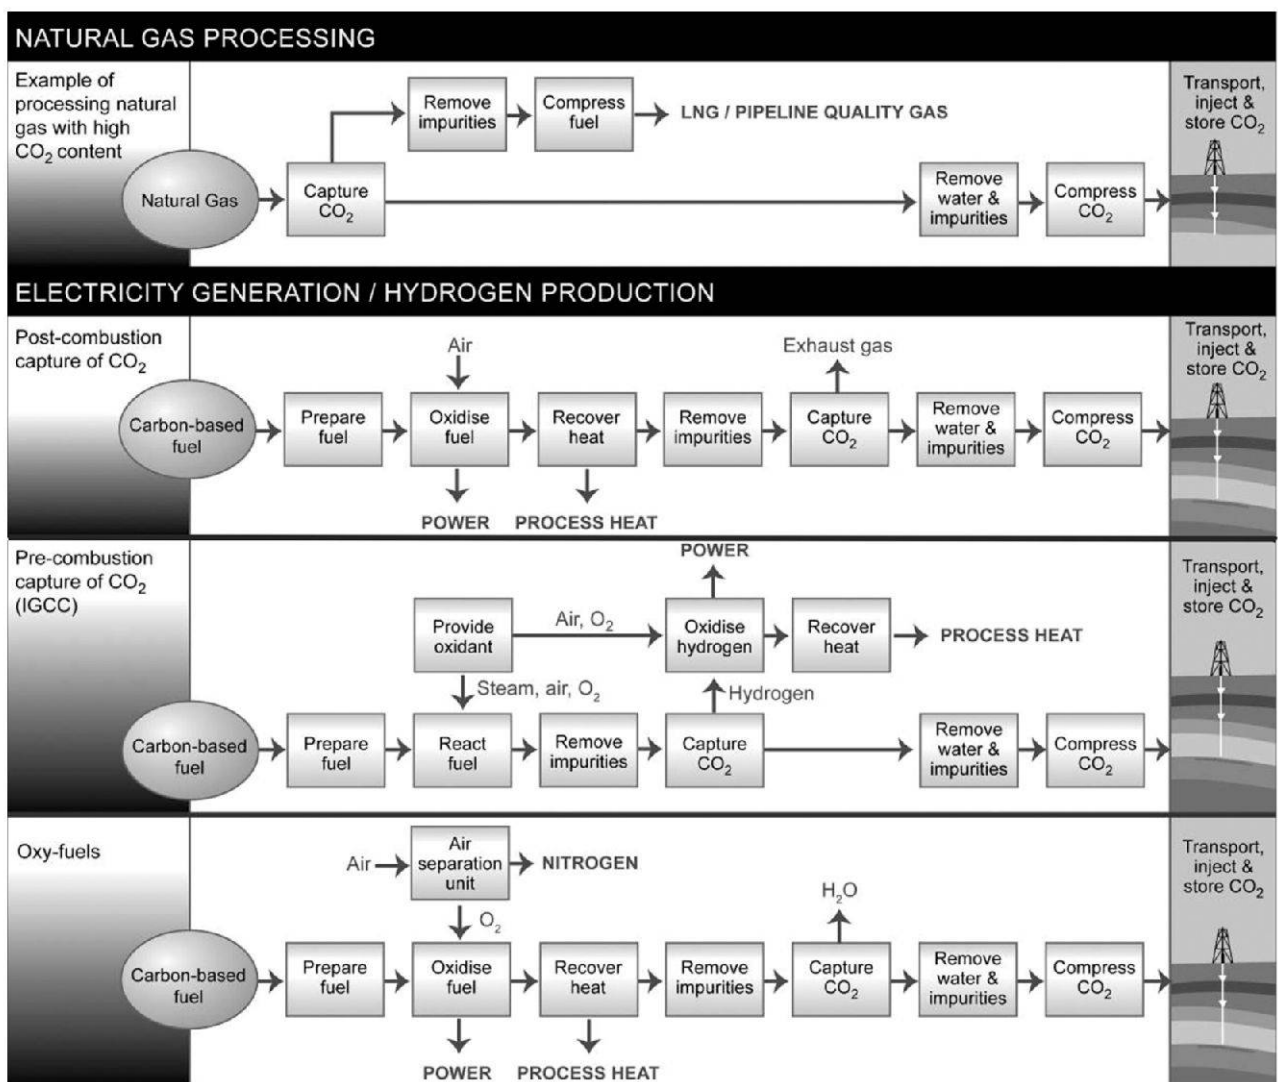 NATURAL GAS PROCESSING
Example of
processing natural
gas with high
CO₂ content
Natural Gas
Capture
CO₂
Remove
impurities
Compress
fuel
LNG / PIPELINE QUALITY GAS
Remove
water &
impurities
Compress
CO₂
Transport,
inject &
store CO₂
ELECTRICITY GENERATION / HYDROGEN PRODUCTION
Post-combustion
capture of CO₂
Carbon-based
fuel
Prepare
fuel
Air
Oxidise
fuel
POWER
Recover
heat
PROCESS HEAT
Remove
impurities
Exhaust gas
Capture
CO₂
Remove
water &
impurities
Compress
CO₂
Transport,
inject &
store CO₂
Pre-combustion
capture of CO₂
(IGCC)
POWER
Provide
oxidant
Air, O₂
Oxidise
hydrogen
Recover
heat
PROCESS HEAT
Steam, air, O₂
Hydrogen
Carbon-based
fuel
Prepare
fuel
React
fuel
Remove
impurities
Capture
CO₂
Remove
water &
impurities
Compress
CO₂
Transport,
inject &
store CO₂
Oxy-fuels
Air
Air
separation
unit
NITROGEN
O₂
H₂O
Carbon-based
fuel
Prepare
fuel
Oxidise
fuel
Recover
heat
Remove
impurities
Capture
CO₂
Remove
water &
impurities
Compress
CO₂
POWER
PROCESS HEAT
Transport,
inject &
store CO₂